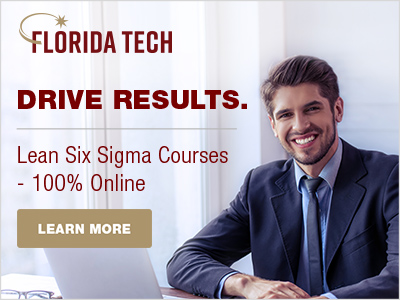 FLORIDA TECH
DRIVE RESULTS.
Lean Six Sigma Courses
- 100% Online
LEARN MORE